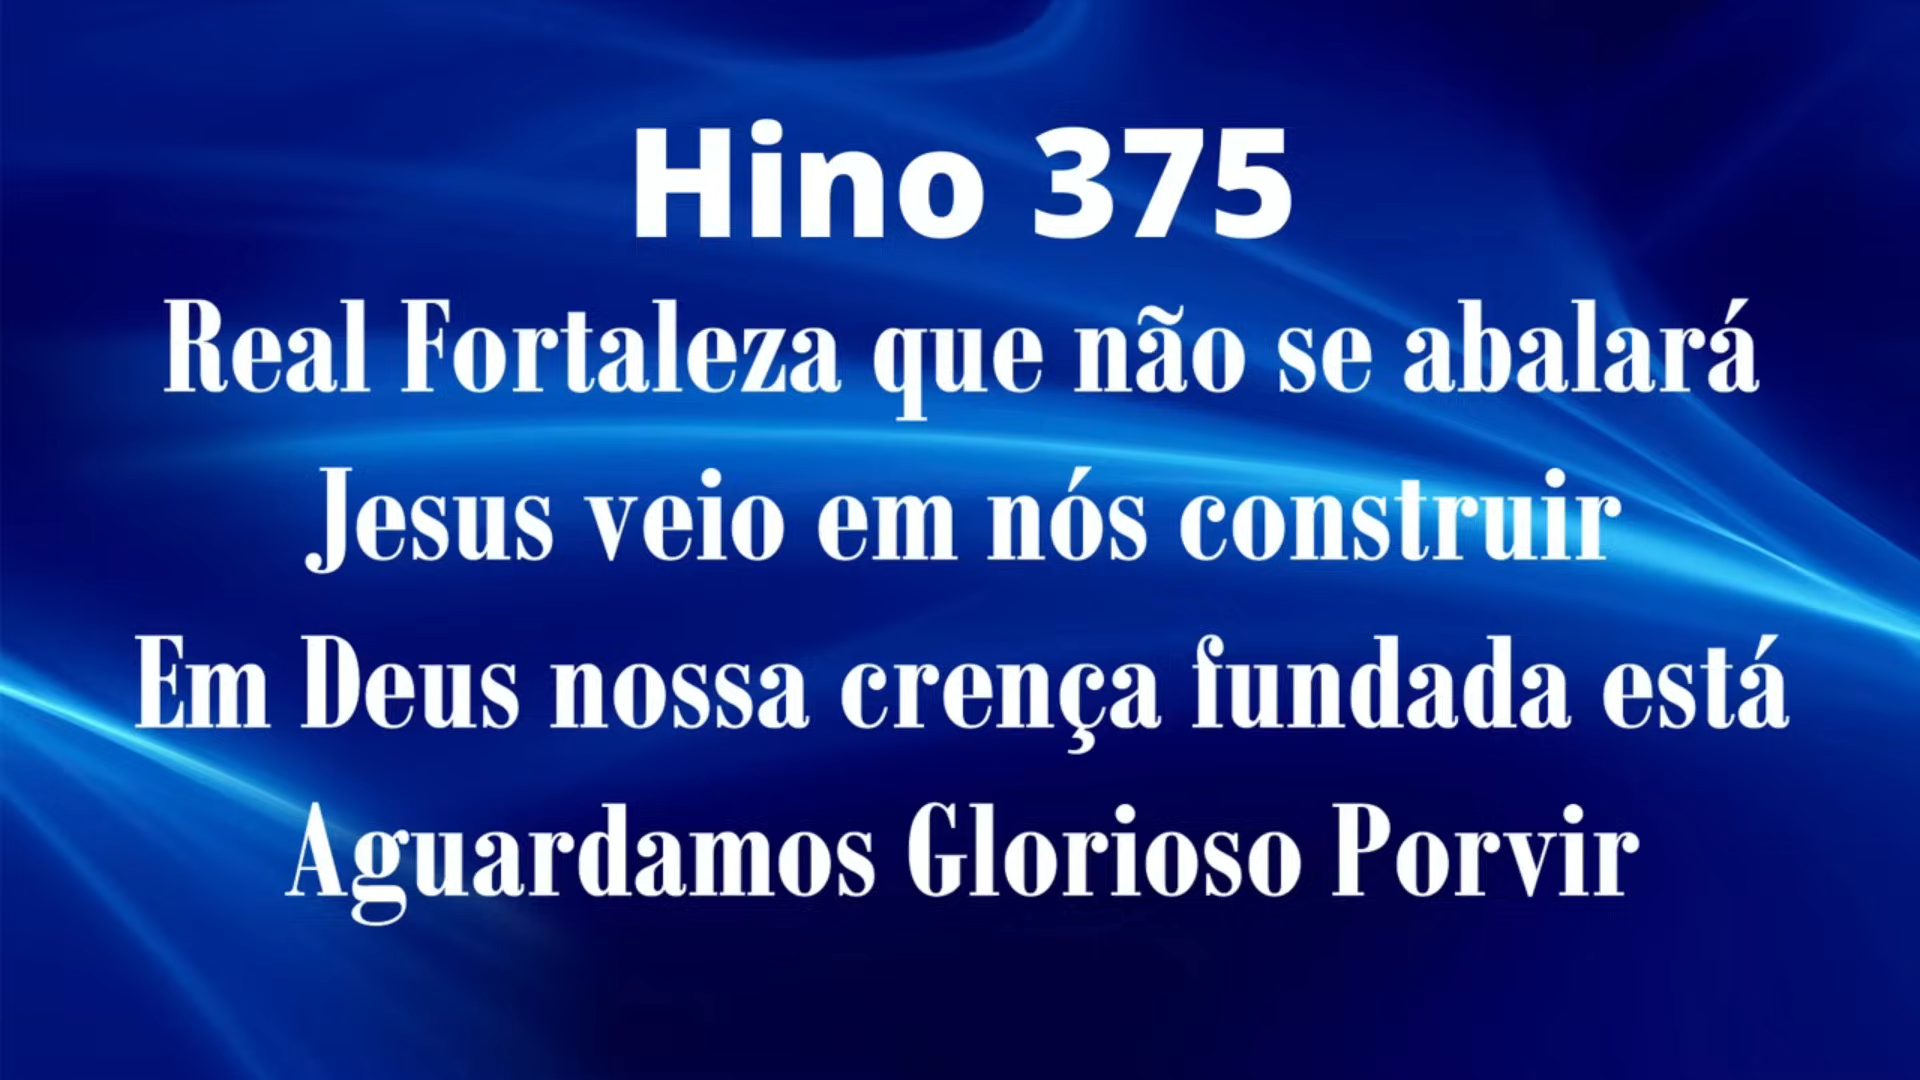 Hino 375
Real Fortaleza que não se abalará
Jesus veio em nós construir
Em Deus nossa crença fundada está
Aguardamos Glorioso Porvir